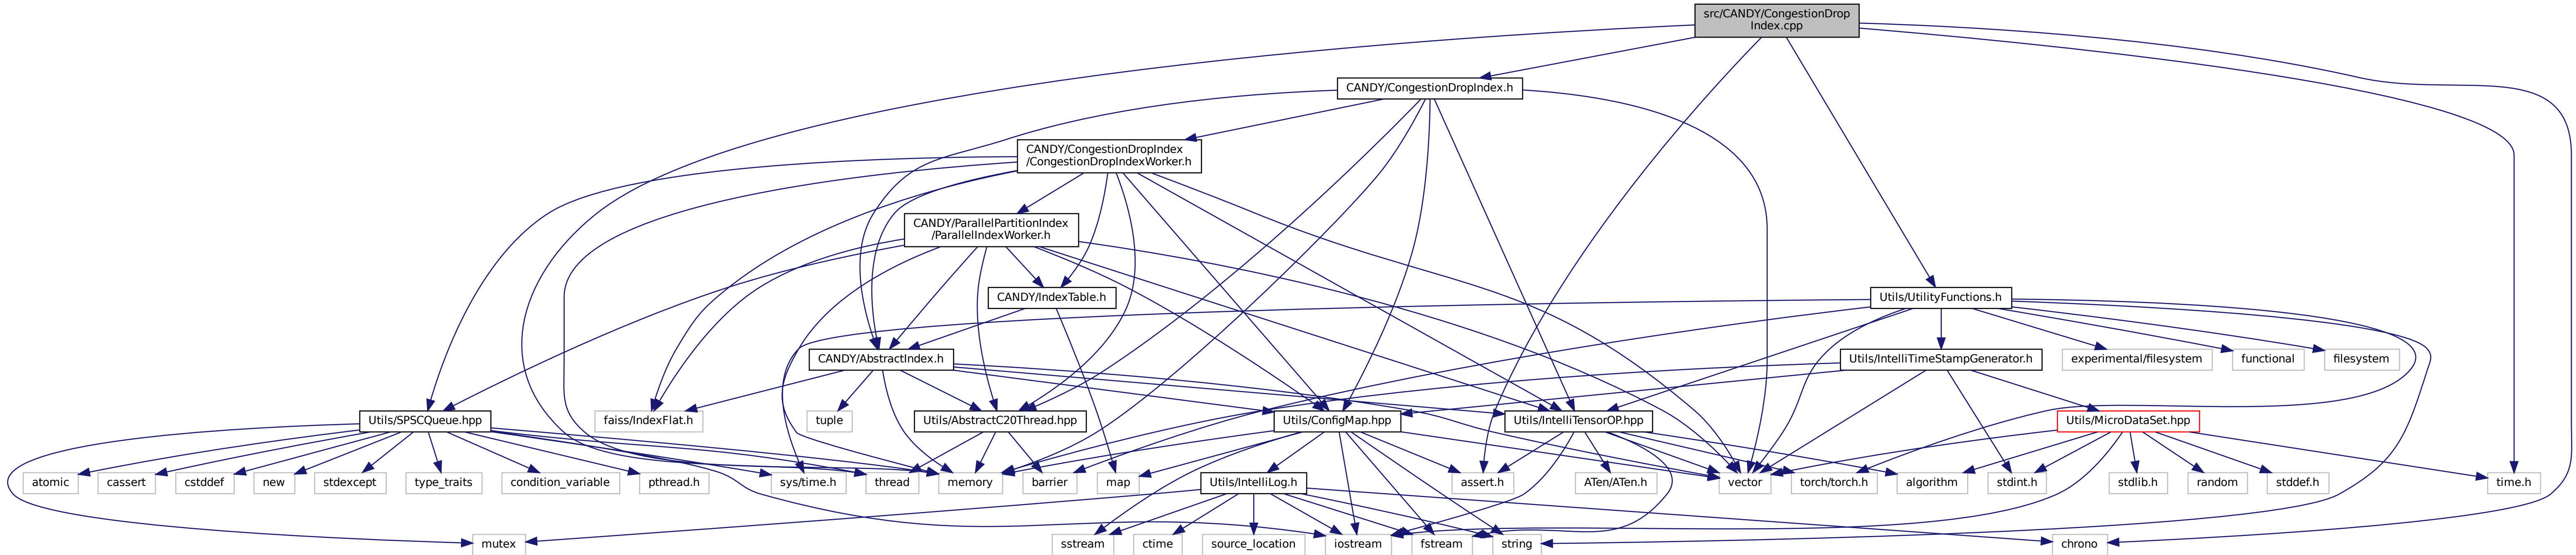 src/CANDY/CongestionDrop
Index.cpp
CANDY/CongestionDropIndex.h
CANDY/CongestionDropIndex
/CongestionDropIndexWorker.h
CANDY/ParallelPartitionIndex
/ParallelIndexWorker.h
CANDY/IndexTable.h
Utils/UtilityFunctions.h
CANDY/AbstractIndex.h
Utils/IntelliTimeStampGenerator.h
experimental/filesystem
functional
filesystem
Utils/SPSCQueue.hpp
faiss/IndexFlat.h
tuple
Utils/AbstractC20Thread.hpp
Utils/ConfigMap.hpp
Utils/IntelliTensorOP.hpp
Utils/MicroDataSet.hpp
atomic
cassert
cstddef
new
stdexcept
type_traits
condition_variable
pthread.h
sys/time.h
thread
memory
barrier
map
Utils/IntelliLog.h
assert.h
ATen/ATen.h
vector
torch/torch.h
algorithm
stdint.h
stdlib.h
random
stddef.h
time.h
mutex
sstream
ctime
source_location
iostream
fstream
string
chrono